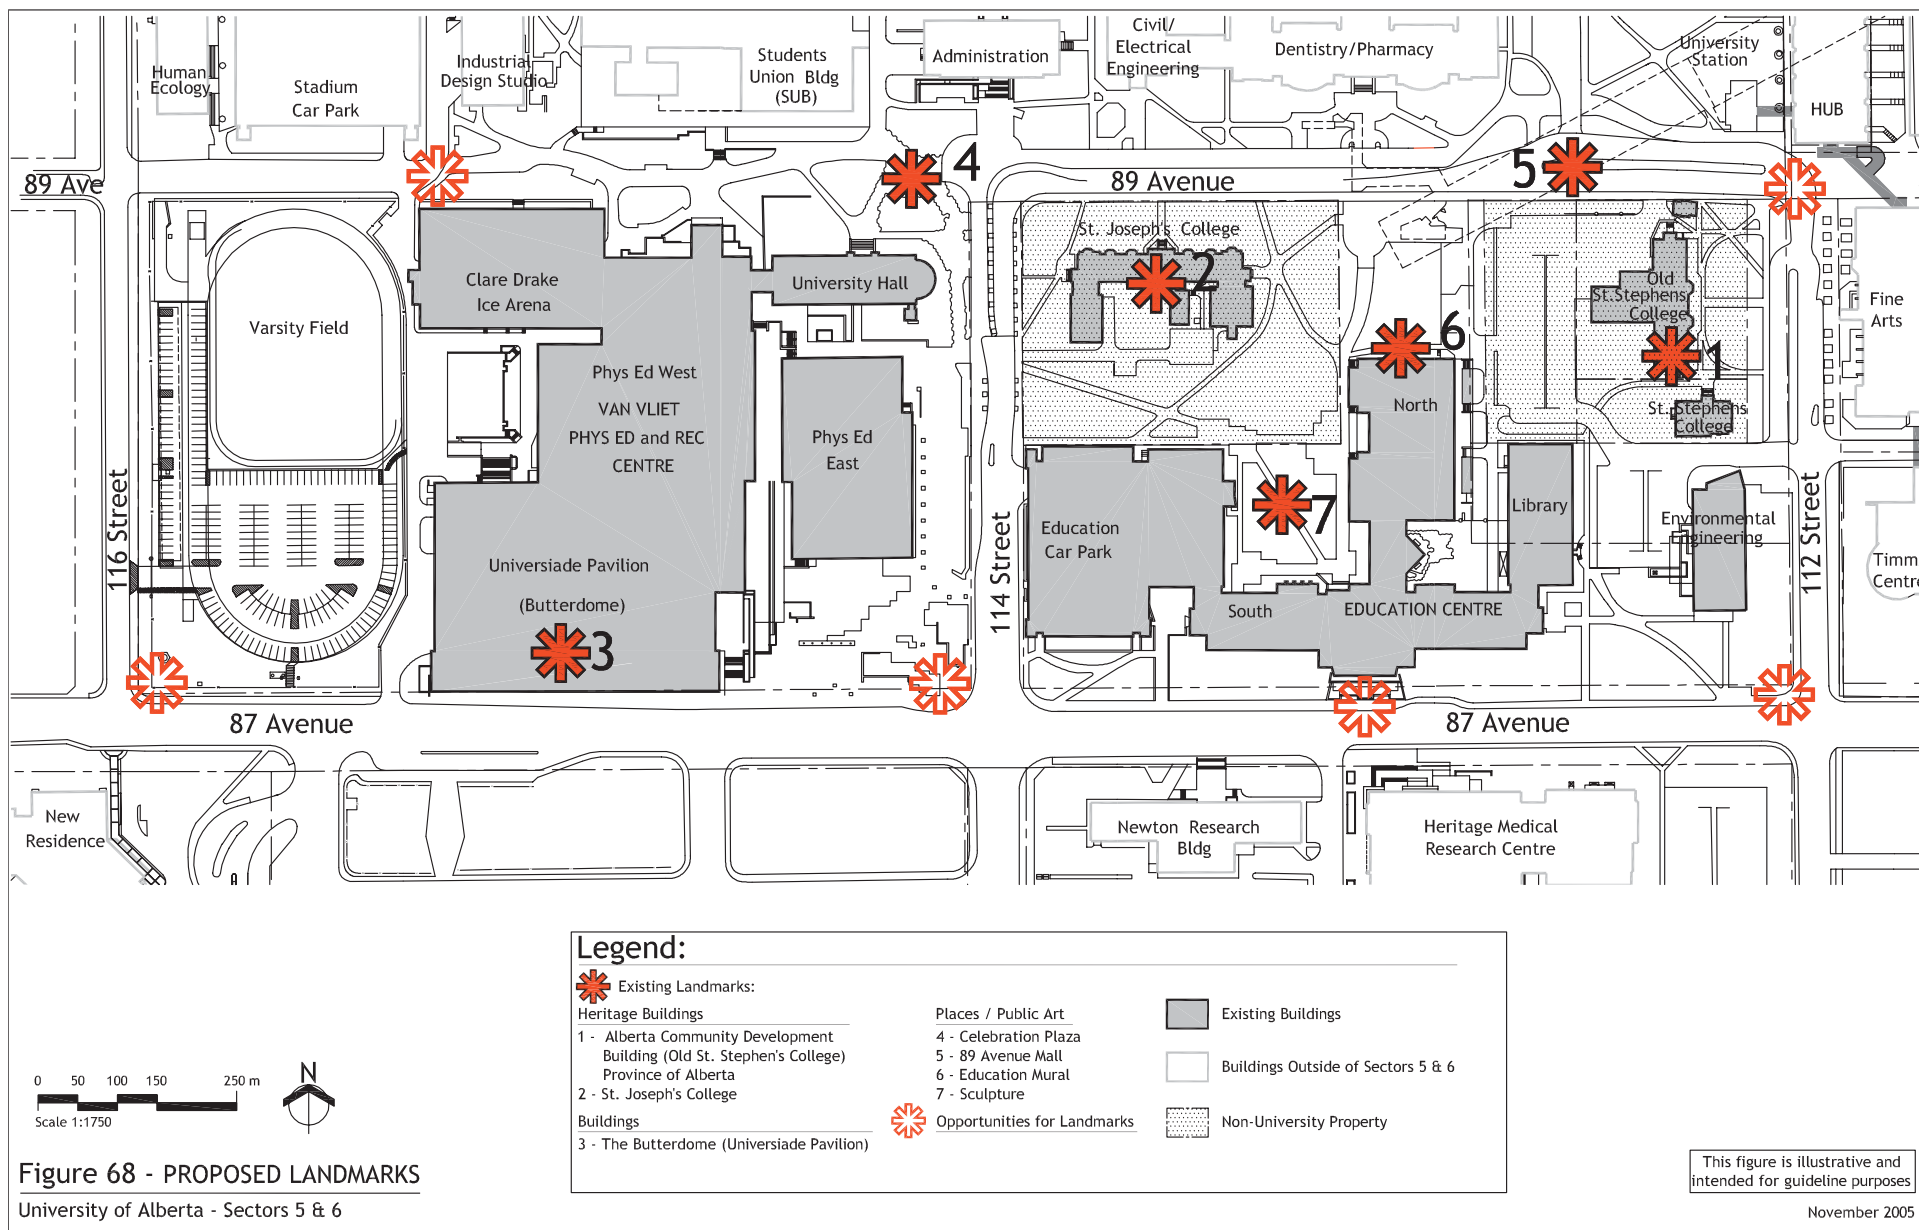 Human
Ecology
Stadium
Car Park
Industrial
Design Studio
Students
Union Bldg
(SUB)
Administration
Civil/
Electrical
Engineering
Dentistry/Pharmacy
University
Station
HUB
89 Ave
4
89 Avenue
5
Clare Drake
Ice Arena
University Hall
St. Joseph's College
2
Old
St.Stephens
College
Fine
Arts
Varsity Field
6
1
Phys Ed West
VAN VLIET
PHYS ED and REC
CENTRE
Phys Ed
East
North
St. Stephens
College
116 Street
114 Street
112 Street
Education
Car Park
7
Library
Environmental
Engineering
Universiade Pavilion
(Butterdome)
3
South
EDUCATION CENTRE
Timm
Centre
87 Avenue
87 Avenue
New
Residence
Newton Research
Bldg
Heritage Medical
Research Centre
Legend:
Existing Landmarks:
Heritage Buildings
1 - Alberta Community Development
Building (Old St. Stephen's College)
Province of Alberta
2 - St. Joseph's College
Buildings
3 - The Butterdome (Universiade Pavilion)
Places / Public Art
4 - Celebration Plaza
5 - 89 Avenue Mall
6 - Education Mural
7 - Sculpture
Opportunities for Landmarks
Existing Buildings
Buildings Outside of Sectors 5 & 6
Non-University Property
0 50 100 150 250 m
Scale 1:1750
N
Figure 68 - PROPOSED LANDMARKS
University of Alberta - Sectors 5 & 6
This figure is illustrative and
intended for guideline purposes
November 2005